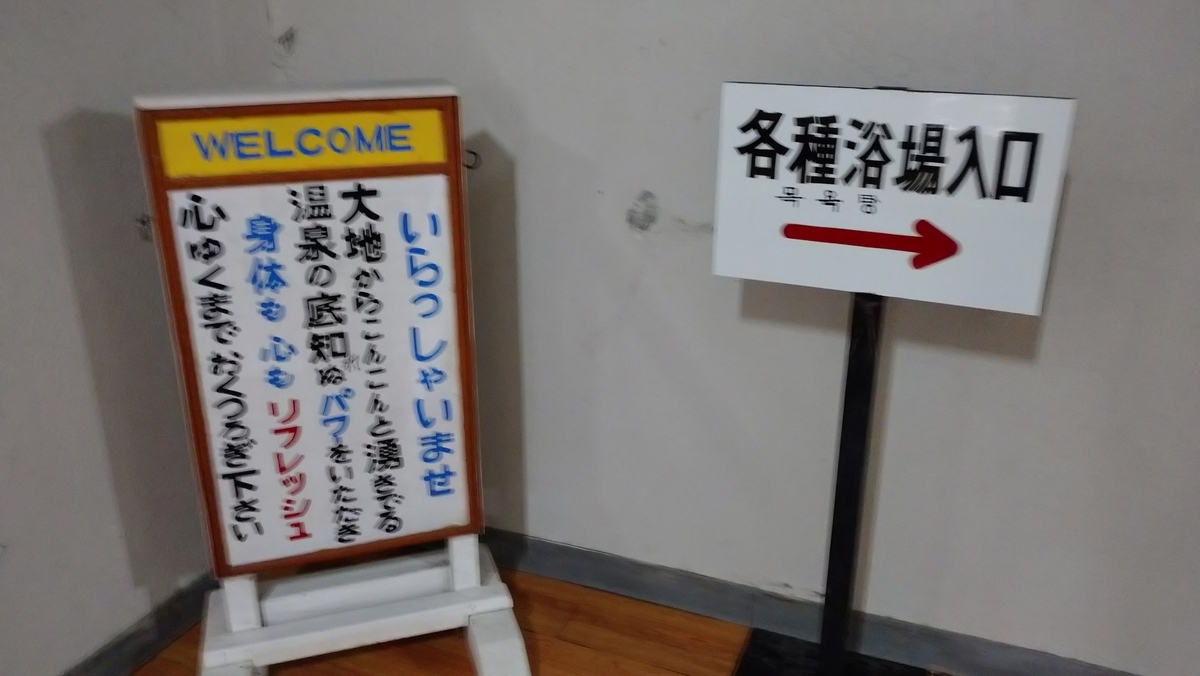 WELCOME
いらっしゃいませ
大地からこんこんと湧きでる
温泉の底知れぬパワーをいただき
身体も心もリフレッシュ
心ゆくまでおくつろぎ下さい
各種浴場入口
목욕탕